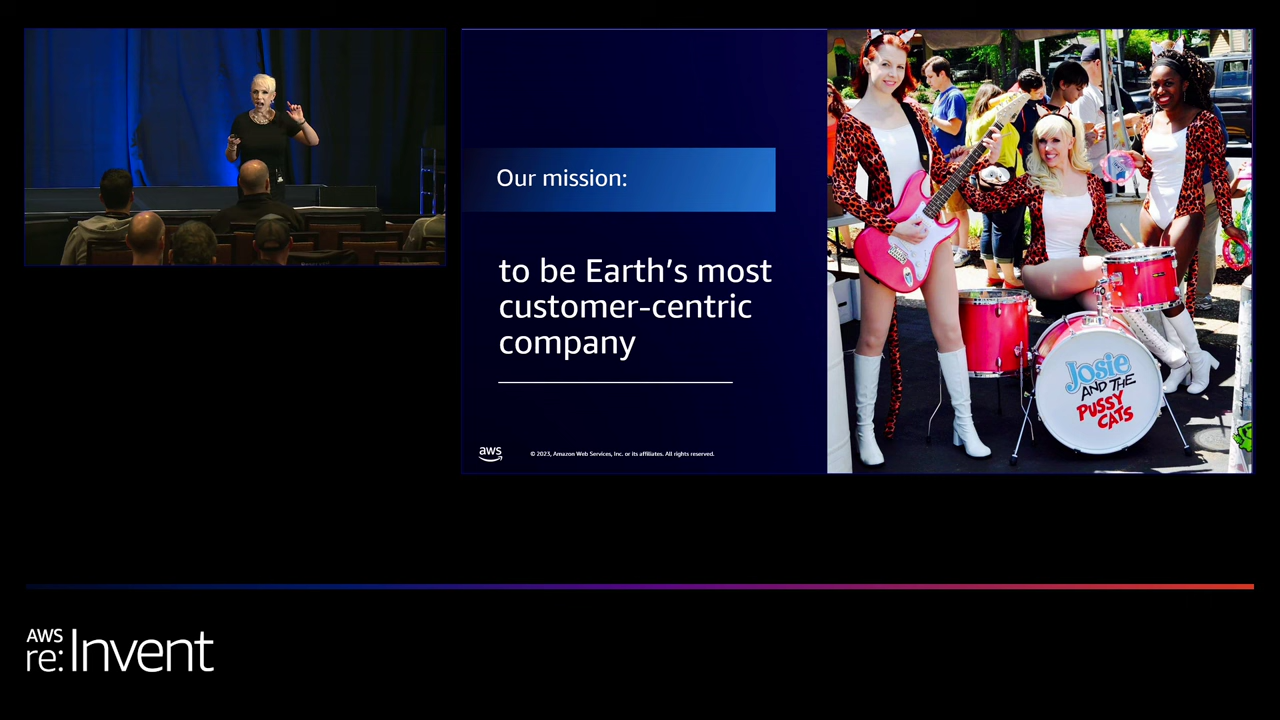 Our mission:
to be Earth's most
customer-centric
company
aws
© 2023, Amazon Web Services, Inc. or its affiliates. All rights reserved.
Josie
AND THE
PUSSY
CATS
AWS
re:Invent